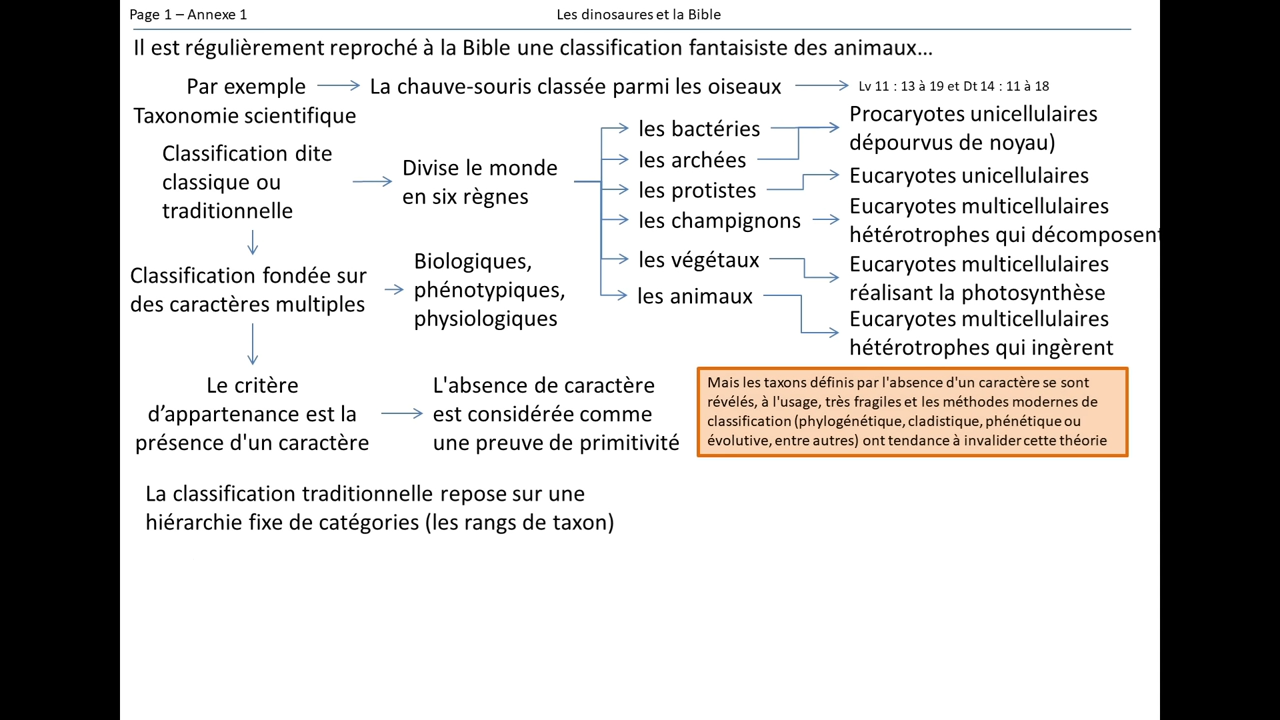 Page 1 – Annexe 1
Les dinosaures et la Bible
Il est régulièrement reproché à la Bible une classification fantaisiste des animaux…
Par exemple
La chauve-souris classée parmi les oiseaux
Lv 11 : 13 à 19 et Dt 14 : 11 à 18
Taxonomie scientifique
Classification dite
classique ou
traditionnelle
Divise le monde
en six règnes
les bactéries
les archées
les protistes
les champignons
les végétaux
les animaux
Procaryotes unicellulaires
dépourvus de noyau)
Eucaryotes unicellulaires
Eucaryotes multicellulaires
hétérotrophes qui décomposent
Eucaryotes multicellulaires
réalisant la photosynthèse
Eucaryotes multicellulaires
hétérotrophes qui ingèrent
Classification fondée sur
des caractères multiples
Biologiques,
phénotypiques,
physiologiques
Le critère
d’appartenance est la
présence d'un caractère
L'absence de caractère
est considérée comme
une preuve de primitivité
Mais les taxons définis par l'absence d'un caractère se sont
révélés, à l'usage, très fragiles et les méthodes modernes de
classification (phylogénétique, cladistique, phénétique ou
évolutive, entre autres) ont tendance à invalider cette théorie
La classification traditionnelle repose sur une
hiérarchie fixe de catégories (les rangs de taxon)